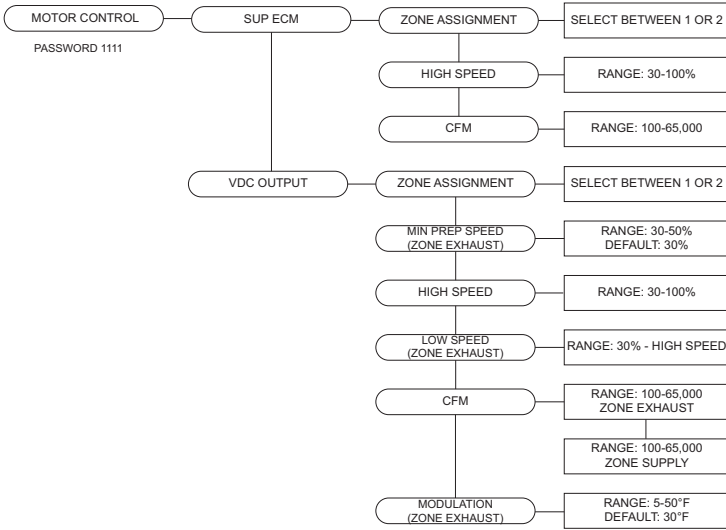 MOTOR CONTROL
PASSWORD 1111
SUP ECM
ZONE ASSIGNMENT
SELECT BETWEEN 1 OR 2
HIGH SPEED
RANGE: 30-100%
CFM
RANGE: 100-65,000
VDC OUTPUT
ZONE ASSIGNMENT
SELECT BETWEEN 1 OR 2
MIN PREP SPEED
(ZONE EXHAUST)
RANGE: 30-50%
DEFAULT: 30%
HIGH SPEED
RANGE: 30-100%
LOW SPEED
(ZONE EXHAUST)
RANGE: 30% - HIGH SPEED
CFM
RANGE: 100-65,000
ZONE EXHAUST
RANGE: 100-65,000
ZONE SUPPLY
MODULATION
(ZONE EXHAUST)
RANGE: 5-50°F
DEFAULT: 30°F